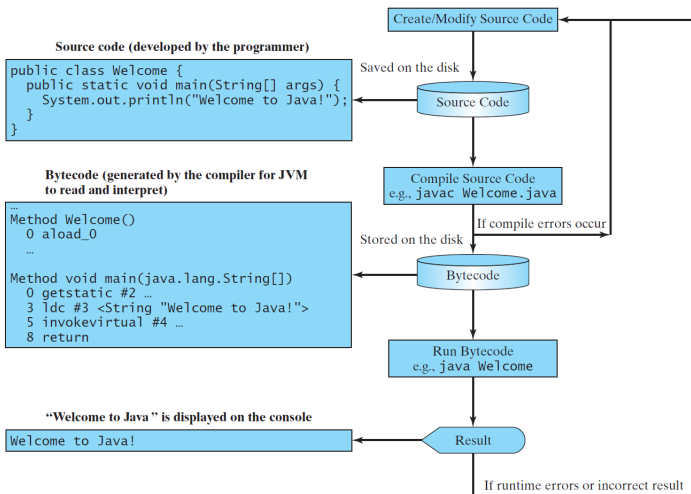 Create/Modify Source Code
Source code (developed by the programmer)
public class Welcome {
  public static void main(String[] args) {
    System.out.println("Welcome to Java!");
  }
}
Saved on the disk
Source Code
Compile Source Code
e.g., javac Welcome.java
If compile errors occur
Bytecode (generated by the compiler for JVM
to read and interpret)
…
Method Welcome()
  0 aload_0
  …
Method void main(java.lang.String[])
  0 getstatic #2 …
  3 ldc #3 <String "Welcome to Java!">
  5 invokevirtual #4 …
  8 return
Stored on the disk
Bytecode
Run Bytecode
e.g., java Welcome
“Welcome to Java” is displayed on the console
Welcome to Java!
Result
If runtime errors or incorrect result